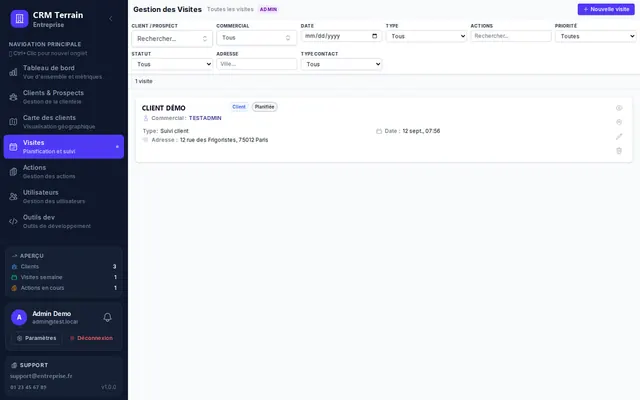 CRM Terrain
Entreprise
NAVIGATION PRINCIPALE
Ctrl+Clic pour nouvel onglet
Tableau de bord
Vue d'ensemble et métriques
Clients & Prospects
Gestion de la clientèle
Carte des clients
Visualisation géographique
Visites
Planification et suivi
Actions
Gestion des actions
Utilisateurs
Gestion des utilisateurs
Outils dev
Outils de développement
APERÇU
Clients 3
Visites semaine 1
Actions en cours 1
A
Admin Demo
admin@test.local
Paramètres
Déconnexion
SUPPORT
support@entreprise.fr
01 23 45 67 89
v1.0.0
Gestion des Visites Toutes les visites ADMIN
+ Nouvelle visite
CLIENT / PROSPECT COMMERCIAL DATE TYPE ACTIONS PRIORITÉ
Rechercher... Tous mm/dd/yyyy Tous Rechercher... Toutes
STATUT ADRESSE TYPE CONTACT
Tous Ville... Tous
1 visite
CLIENT DÉMO Client Planifiée
Commercial : TESTADMIN
Type: Suivi client Date : 12 sept., 07:56
Adresse : 12 rue des Frigoristes, 75012 Paris